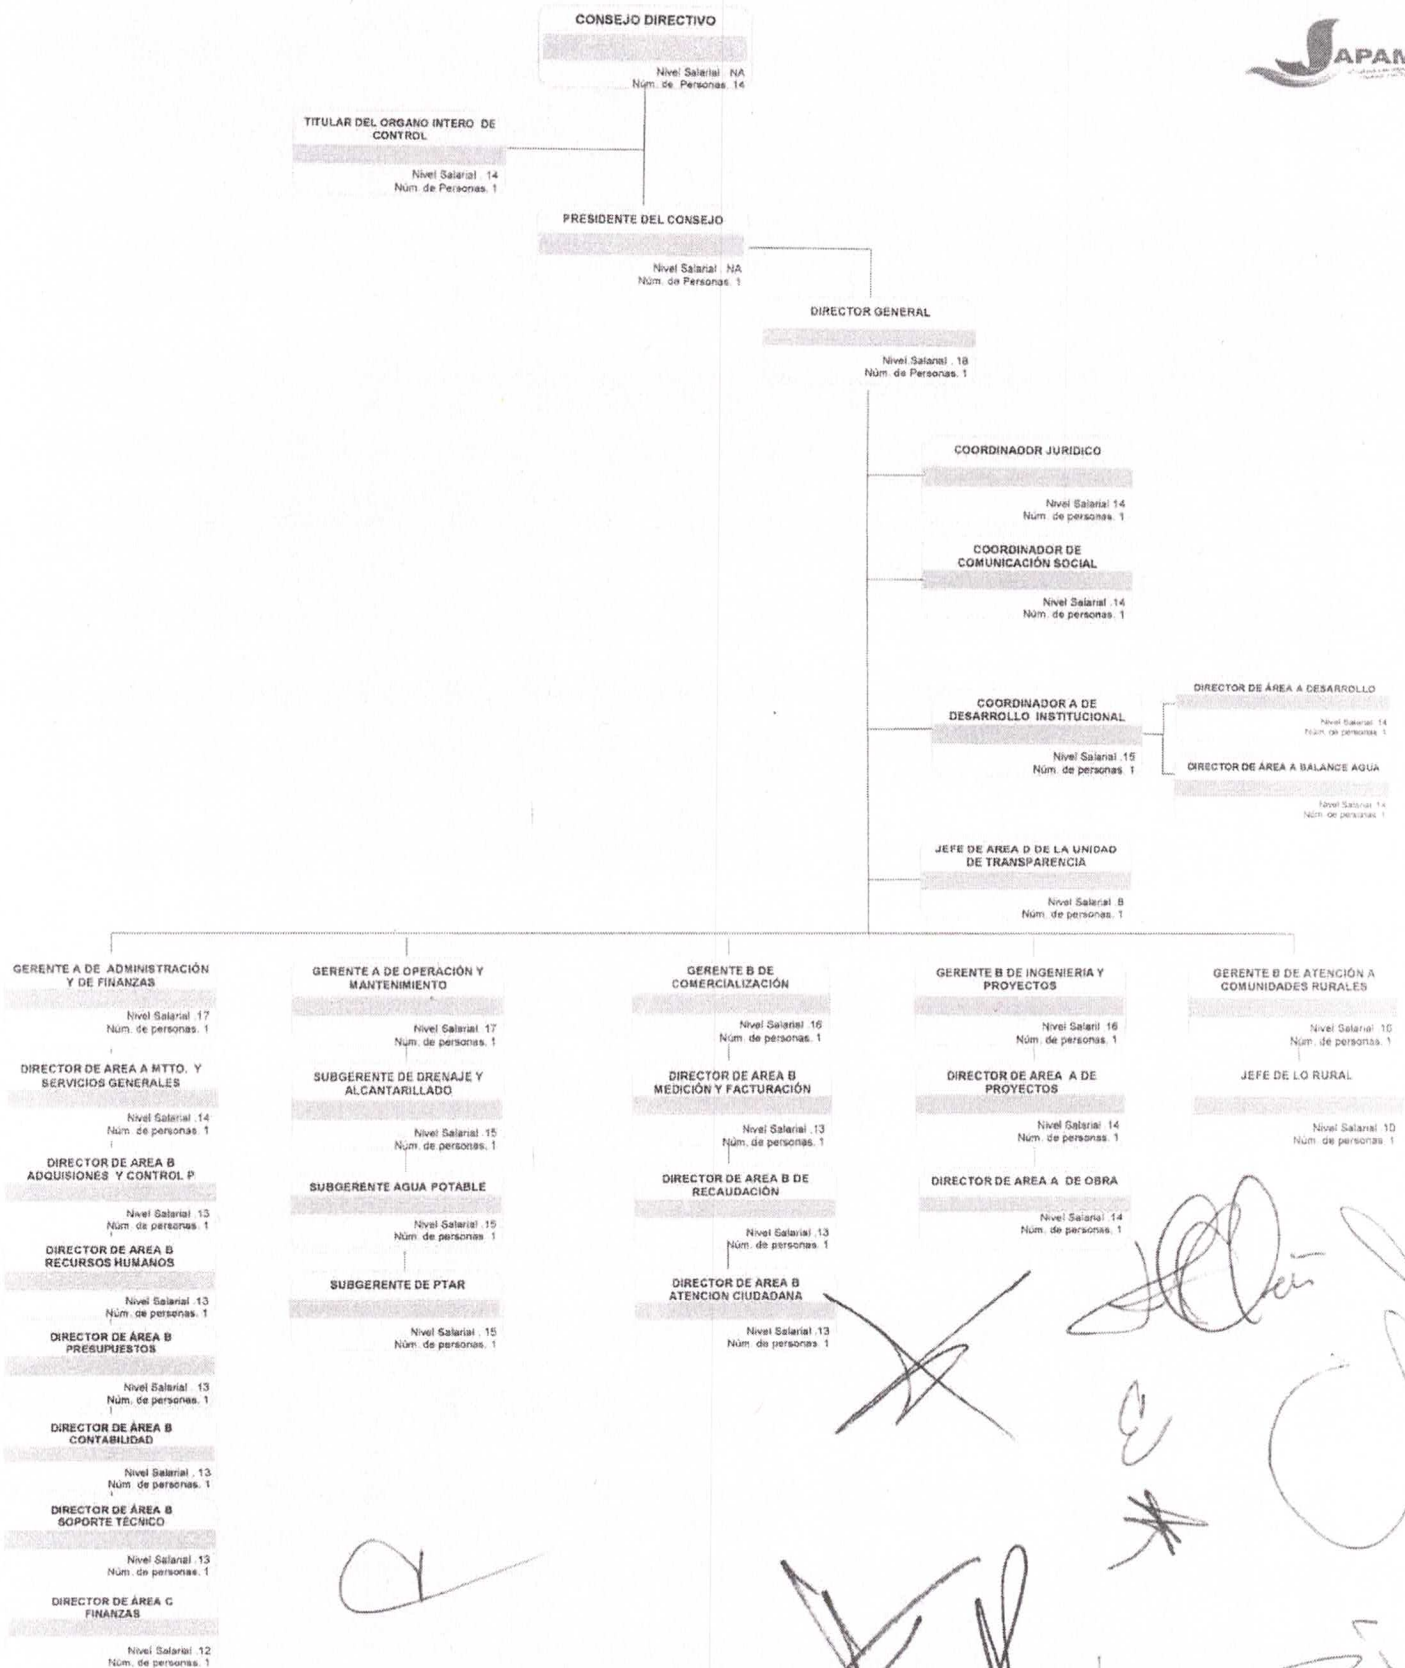 CONSEJO DIRECTIVO
Nivel Salarial . NA
Núm. de Personas. 14
APAM
TITULAR DEL ORGANO INTERO DE
CONTROL
Nivel Salarial . 14
Núm. de Personas. 1
PRESIDENTE DEL CONSEJO
Nivel Salarial . NA
Núm. de Personas. 1
DIRECTOR GENERAL
Nivel Salarial . 18
Núm. de Personas. 1
COORDINADOR JURIDICO
Nivel Salarial 14
Núm. de personas. 1
COORDINADOR DE
COMUNICACIÓN SOCIAL
Nivel Salarial .14
Núm. de personas. 1
COORDINADOR A DE
DESARROLLO INSTITUCIONAL
Nivel Salarial .15
Núm. de personas. 1
DIRECTOR DE ÁREA A DESARROLLO
Nivel Salarial 14
Núm. de personas 1
DIRECTOR DE ÁREA A BALANCE AGUA
Nivel Salarial 14
Núm. de personas 1
JEFE DE AREA D DE LA UNIDAD
DE TRANSPARENCIA
Nivel Salarial .8
Núm. de personas. 1
GERENTE A DE ADMINISTRACIÓN
Y DE FINANZAS
Nivel Salarial .17
Núm. de personas. 1
DIRECTOR DE AREA A MTTO. Y
SERVICIOS GENERALES
Nivel Salarial .14
Núm. de personas. 1
DIRECTOR DE AREA B
ADQUISIONES Y CONTROL P
Nivel Salarial .13
Núm. de personas. 1
DIRECTOR DE AREA B
RECURSOS HUMANOS
Nivel Salarial .13
Núm. de personas. 1
DIRECTOR DE ÁREA B
PRESUPUESTOS
Nivel Salarial . 13
Núm. de personas. 1
DIRECTOR DE ÁREA B
CONTABILIDAD
Nivel Salarial . 13
Núm. de personas. 1
DIRECTOR DE ÁREA B
SOPORTE TÉCNICO
Nivel Salarial .13
Núm. de personas. 1
DIRECTOR DE ÁREA C
FINANZAS
Nivel Salarial .12
Núm. de personas. 1
GERENTE A DE OPERACIÓN Y
MANTENIMIENTO
Nivel Salarial .17
Núm. de personas. 1
SUBGERENTE DE DRENAJE Y
ALCANTARILLADO
Nivel Salarial .15
Núm. de personas. 1
SUBGERENTE AGUA POTABLE
Nivel Salarial .15
Núm. de personas 1
SUBGERENTE DE PTAR
Nivel Salarial . 15
Núm. de personas. 1
GERENTE B DE
COMERCIALIZACIÓN
Nivel Salarial .16
Núm. de personas. 1
DIRECTOR DE AREA B
MEDICIÓN Y FACTURACIÓN
Nivel Salarial .13
Núm. de personas. 1
DIRECTOR DE AREA B DE
RECAUDACIÓN
Nivel Salarial .13
Núm. de personas. 1
DIRECTOR DE AREA B
ATENCION CIUDADANA
Nivel Salarial .13
Núm. de personas. 1
GERENTE B DE INGENIERIA Y
PROYECTOS
Nivel Salaril 16
Núm. de personas. 1
DIRECTOR DE AREA A DE
PROYECTOS
Nivel Salarial 14
Núm. de personas. 1
DIRECTOR DE AREA A DE OBRA
Nivel Salarial .14
Núm. de personas. 1
GERENTE B DE ATENCIÓN A
COMUNIDADES RURALES
Nivel Salarial .16
Núm. de personas. 1
JEFE DE LO RURAL
Nivel Salarial .10
Núm. de personas. 1